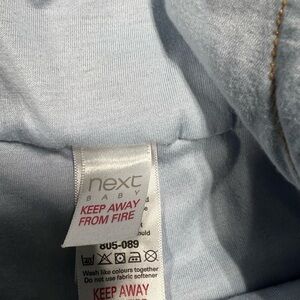 next
BABY
KEEP AWAY
FROM FIRE
805-089
Wash like colours together
Do not use fabric softener
KEEP AWAY